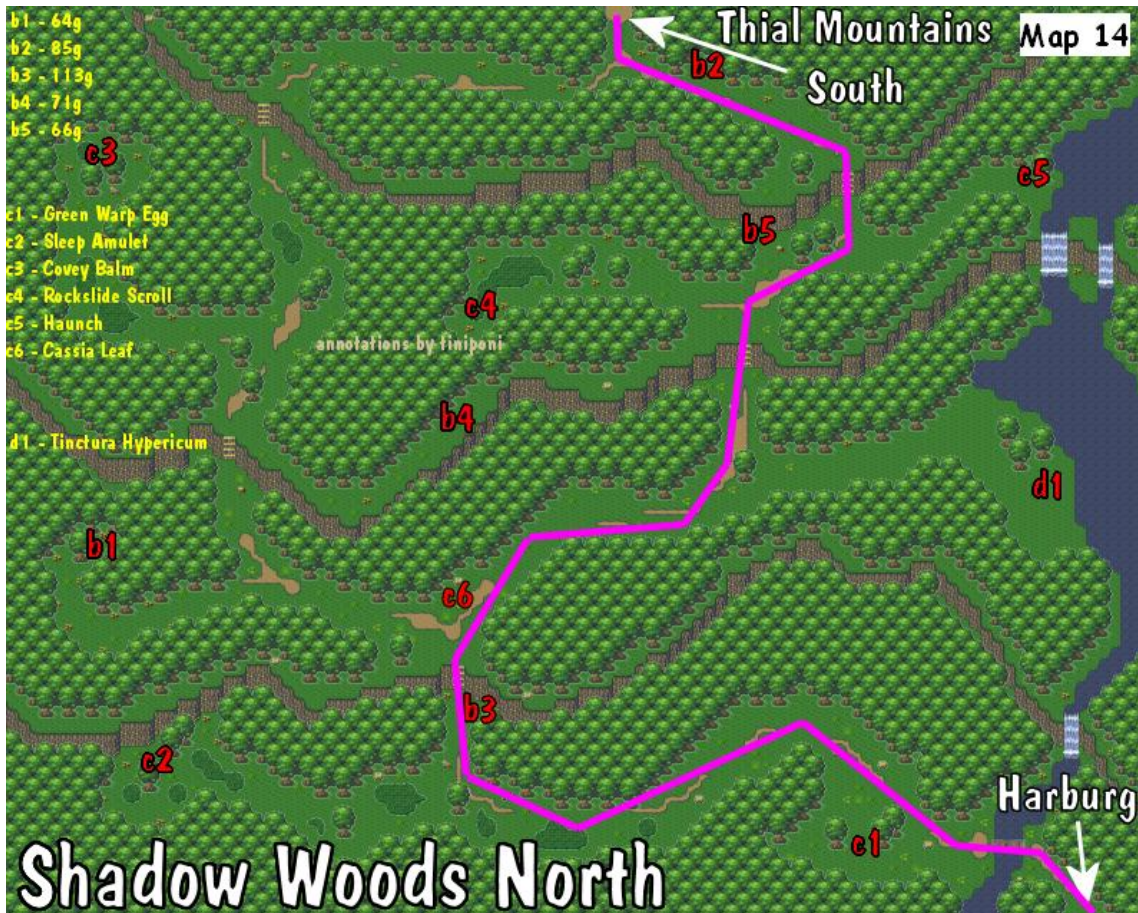 b1 - 64g
b2 - 85g
b3 - 113g
b4 - 71g
b5 - 66g
Thial Mountains
South
Map 14
b2
c3
c5
c1 - Green Warp Egg
c2 - Sleep Amulet
c3 - Covey Balm
c4 - Rockslide Scroll
c5 - Haunch
c6 - Cassia Leaf
b5
c4
annotations by tiniponi
b4
d1 - Tinctura Hypericum
d1
b1
c6
b3
c2
Harburg
c1
Shadow Woods North